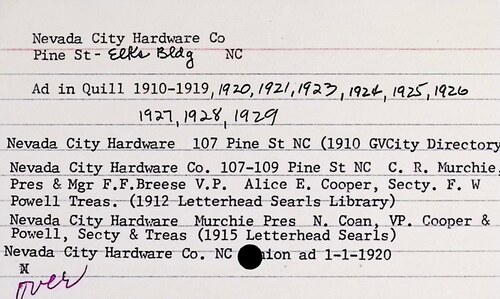 Nevada City Hardware Co
Pine St- Elks Bldg NC
Ad in Quill 1910-1919, 1920, 1921, 1923, 1924, 1925, 1926
1927, 1928, 1929
Nevada City Hardware 107 Pine St NC (1910 GVCity Directory
Nevada City Hardware Co. 107-109 Pine St NC C. R. Murchie,
Pres & Mgr F.F.Breese V.P. Alice E. Cooper, Secty. F. W
Powell Treas. (1912 Letterhead Searls Library)
Nevada City Hardware Murchie Pres N. Coan, VP. Cooper &
Powell, Secty & Treas (1915 Letterhead Searls)
Nevada City Hardware Co. NC ion ad 1-1-1920
N
over